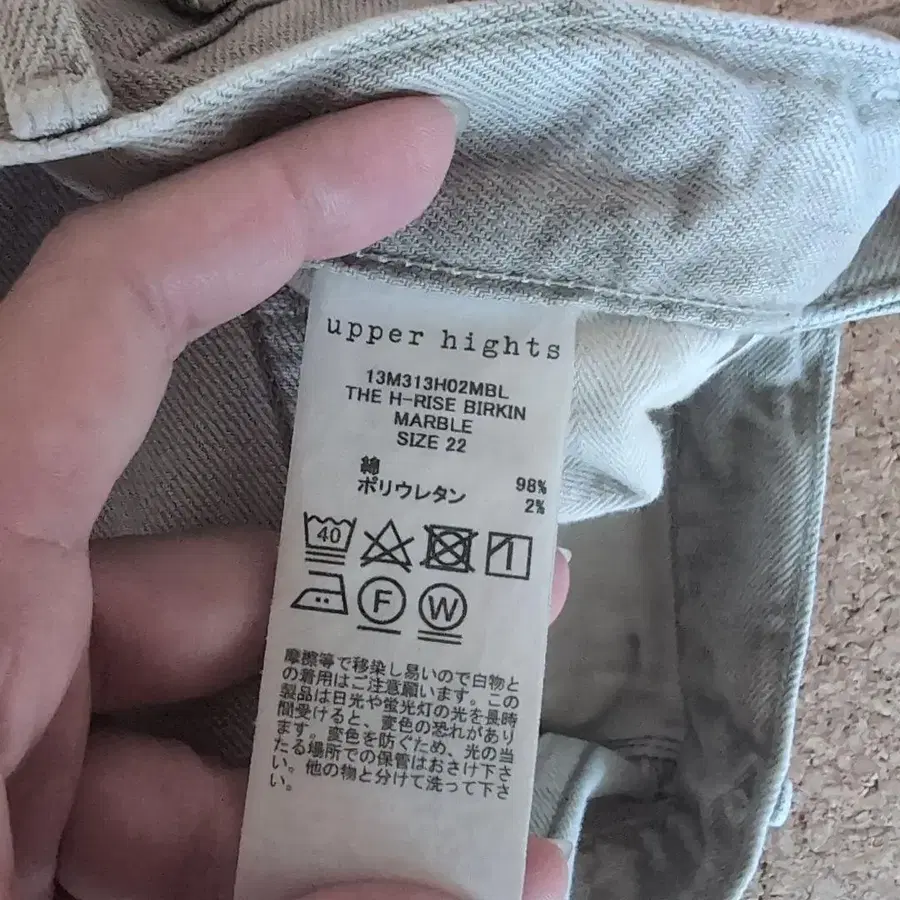 upper hights
13M313H02MBL
THE H-RISE BIRKIN
MARBLE
SIZE 22
綿 98%
ポリウレタン 2%
40
F W
摩擦等で移染し易いので白物と
の着用はご注意願います。この
製品は日光や蛍光灯の光を長時
間受けると、変色の恐れがあり
ます。変色を防ぐため、光の当
たる場所での保管はおさけ下さ
い。他の物と分けて洗って下さ
い。